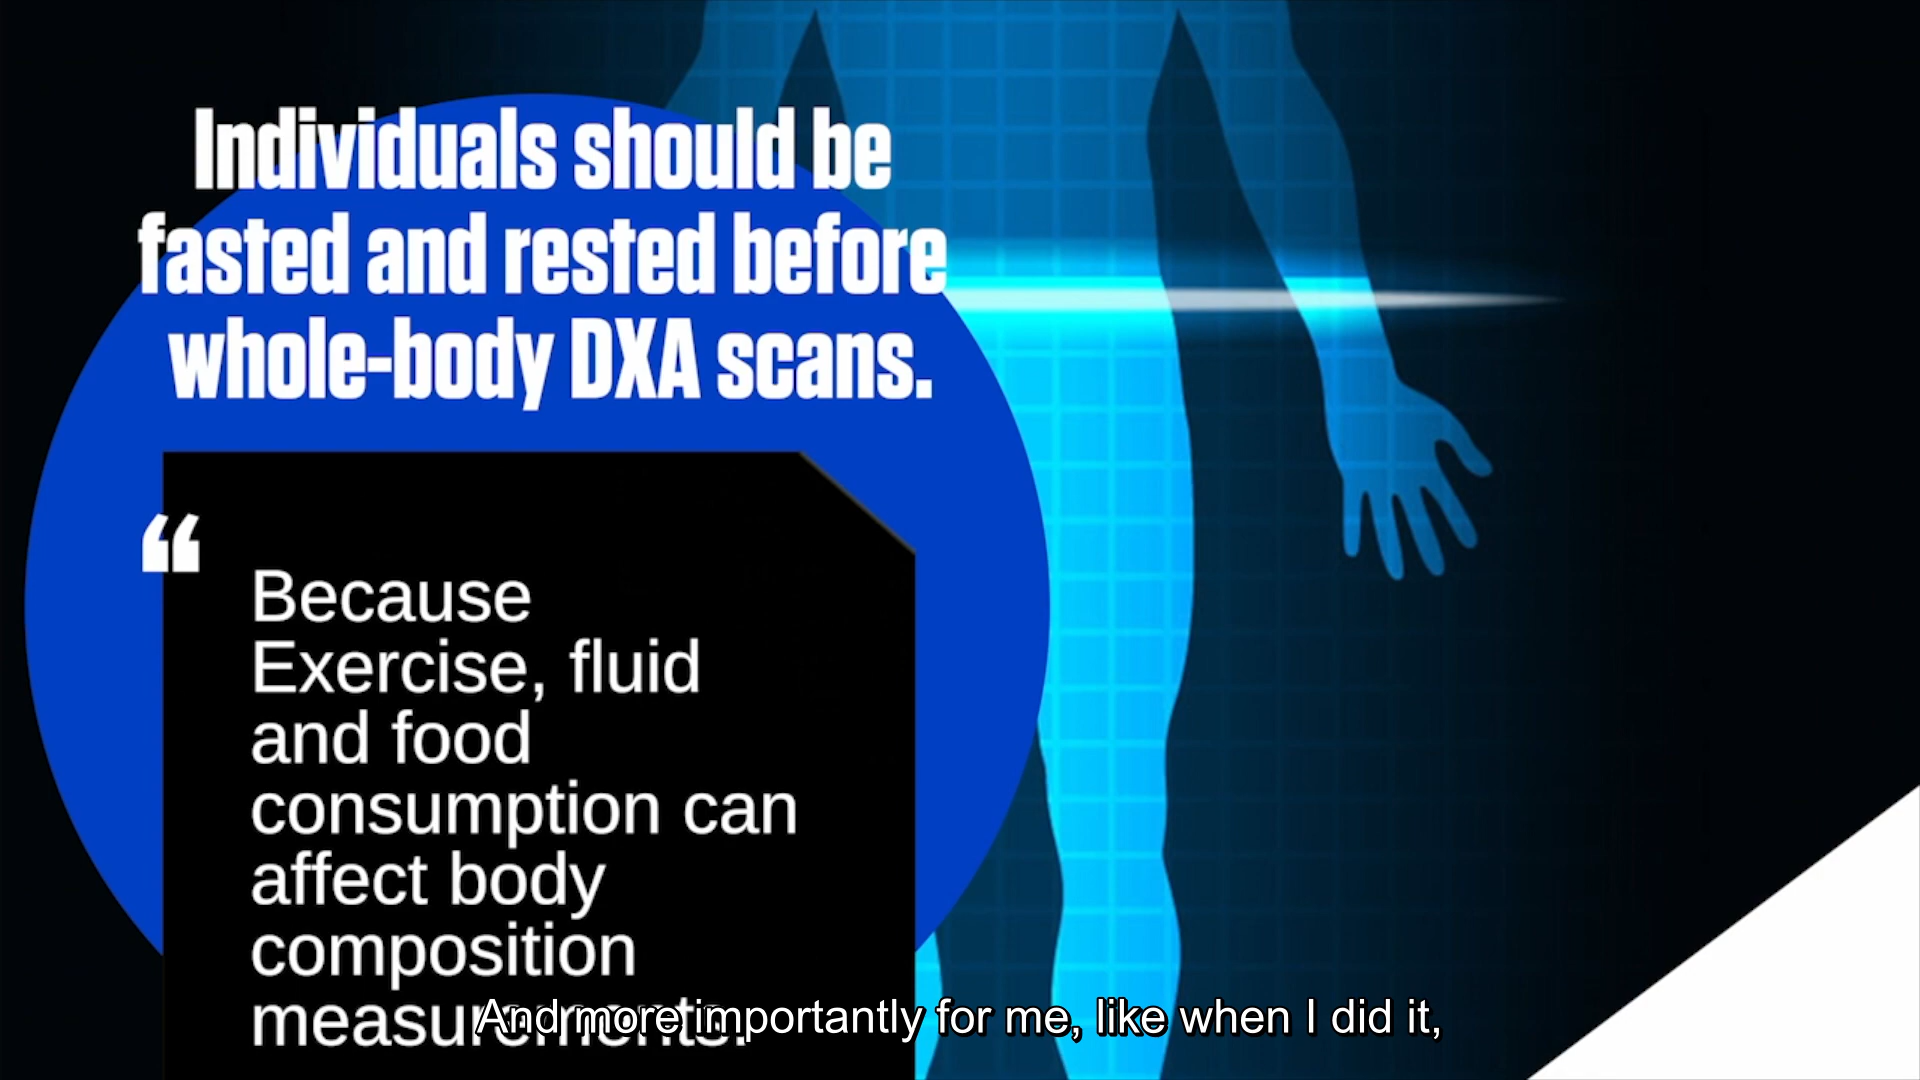 Individuals should be
fasted and rested before
whole-body DXA scans.
“
Because
Exercise, fluid
and food
consumption can
affect body
composition
measurements.
And more importantly for me, like when I did it,